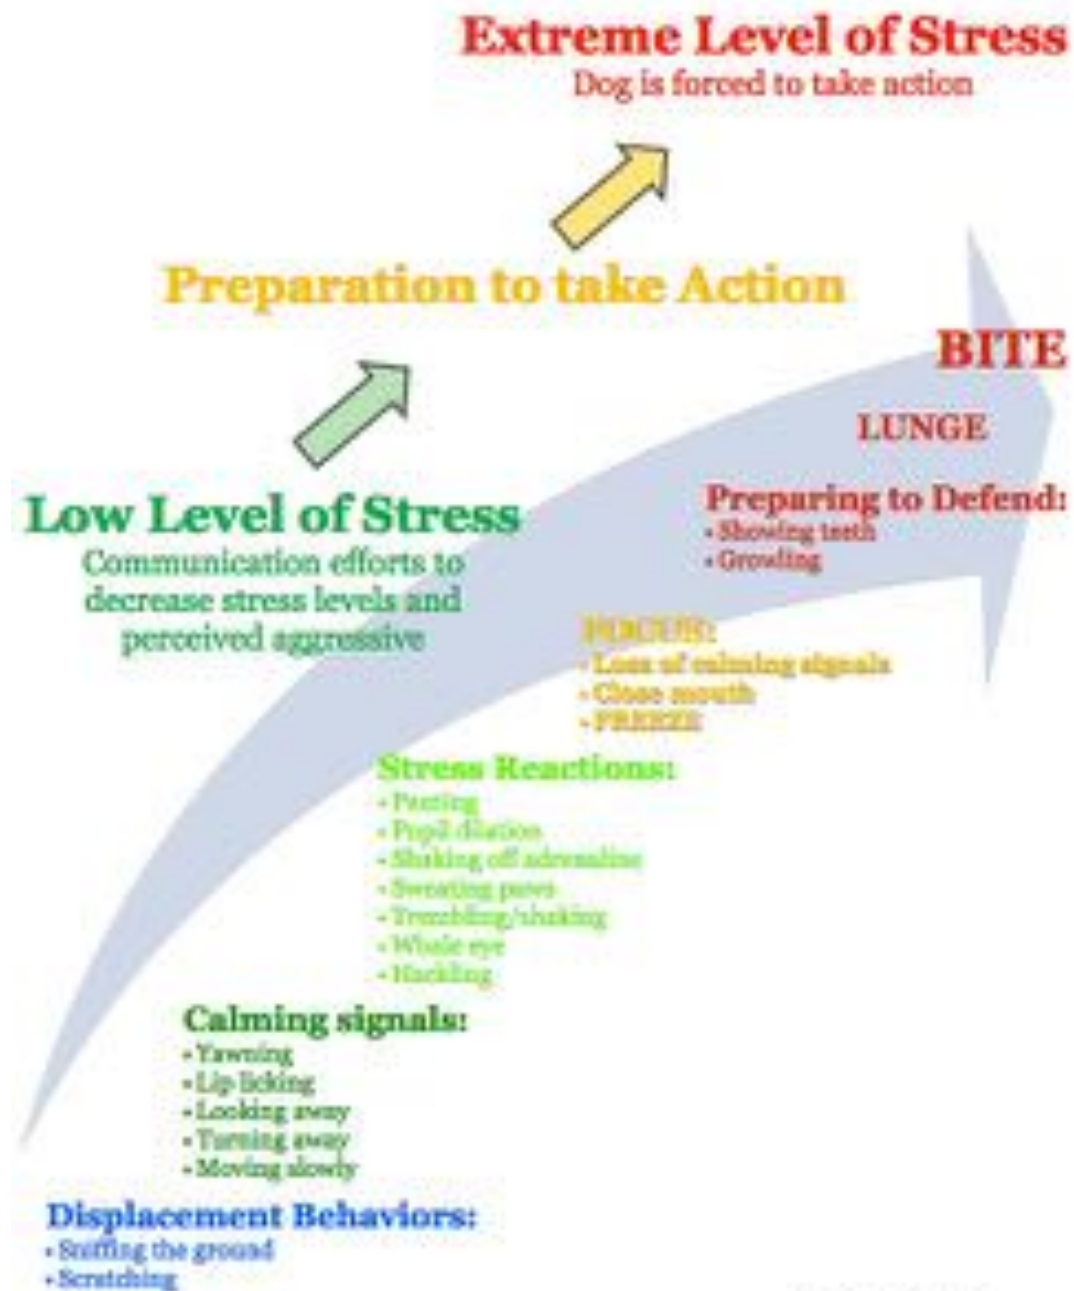 Extreme Level of Stress
Dog is forced to take action
Preparation to take Action
BITE
LUNGE
Low Level of Stress
Communication efforts to
decrease stress levels and
perceived aggressive
Preparing to Defend:
• Showing teeth
• Growling
FOCUS:
• Loss of calming signals
• Close mouth
• FREEZE
Stress Reactions:
• Panting
• Pupil dilation
• Shaking off adrenaline
• Sweating paws
• Trembling/shaking
• Whale eye
• Hackling
Calming signals:
• Yawning
• Lip licking
• Looking away
• Turning away
• Moving slowly
Displacement Behaviors:
• Sniffing the ground
• Scratching